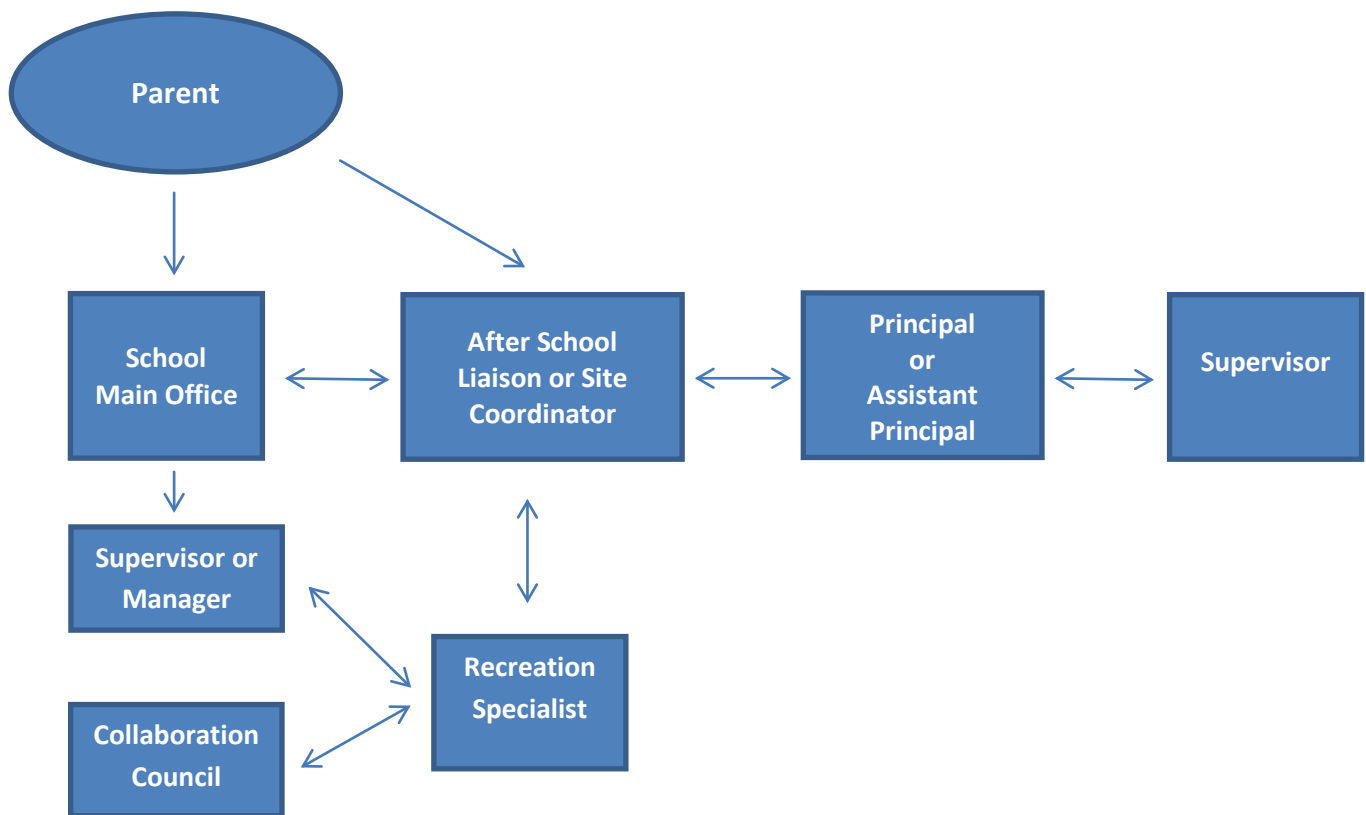 Parent
School
Main Office
After School
Liaison or Site
Coordinator
Principal
or
Assistant
Principal
Supervisor
Supervisor or
Manager
Recreation
Specialist
Collaboration
Council